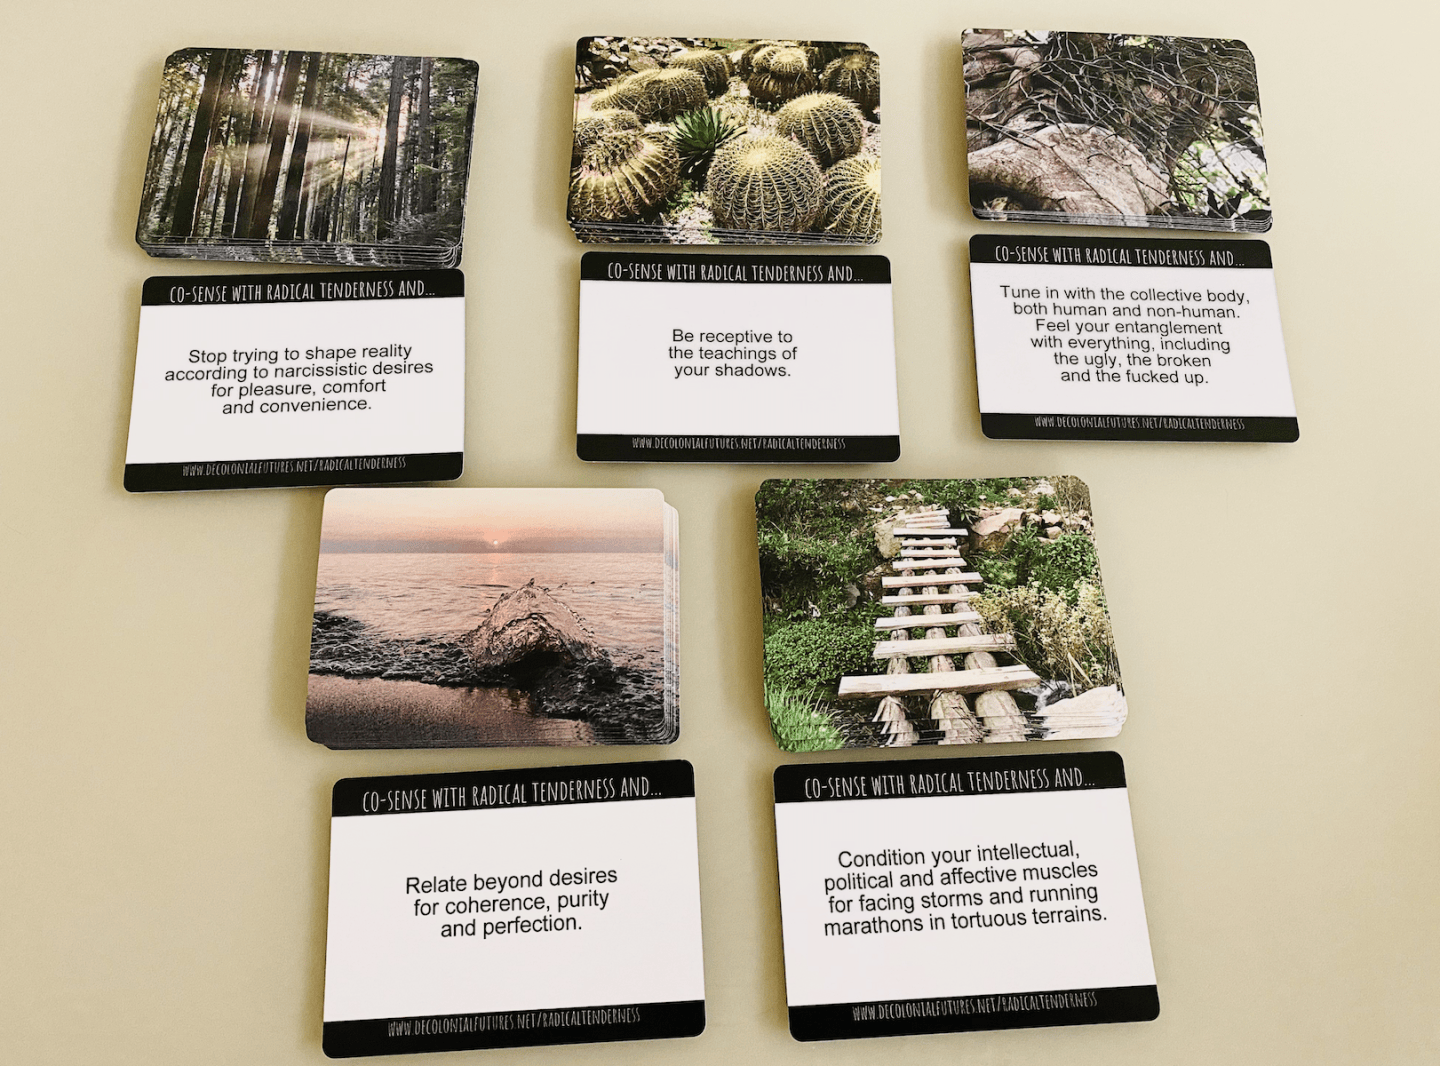 CO-SENSE WITH RADICAL TENDERNESS AND...
Stop trying to shape reality
according to narcissistic desires
for pleasure, comfort
and convenience.
WWW.DECOLONIALFUTURES.NET/RADICALTENDERNESS
CO-SENSE WITH RADICAL TENDERNESS AND...
Be receptive to
the teachings of
your shadows.
WWW.DECOLONIALFUTURES.NET/RADICALTENDERNESS
CO-SENSE WITH RADICAL TENDERNESS AND...
Tune in with the collective body,
both human and non-human.
Feel your entanglement
with everything, including
the ugly, the broken
and the fucked up.
WWW.DECOLONIALFUTURES.NET/RADICALTENDERNESS
CO-SENSE WITH RADICAL TENDERNESS AND...
Relate beyond desires
for coherence, purity
and perfection.
WWW.DECOLONIALFUTURES.NET/RADICALTENDERNESS
CO-SENSE WITH RADICAL TENDERNESS AND...
Condition your intellectual,
political and affective muscles
for facing storms and running
marathons in tortuous terrains.
WWW.DECOLONIALFUTURES.NET/RADICALTENDERNESS